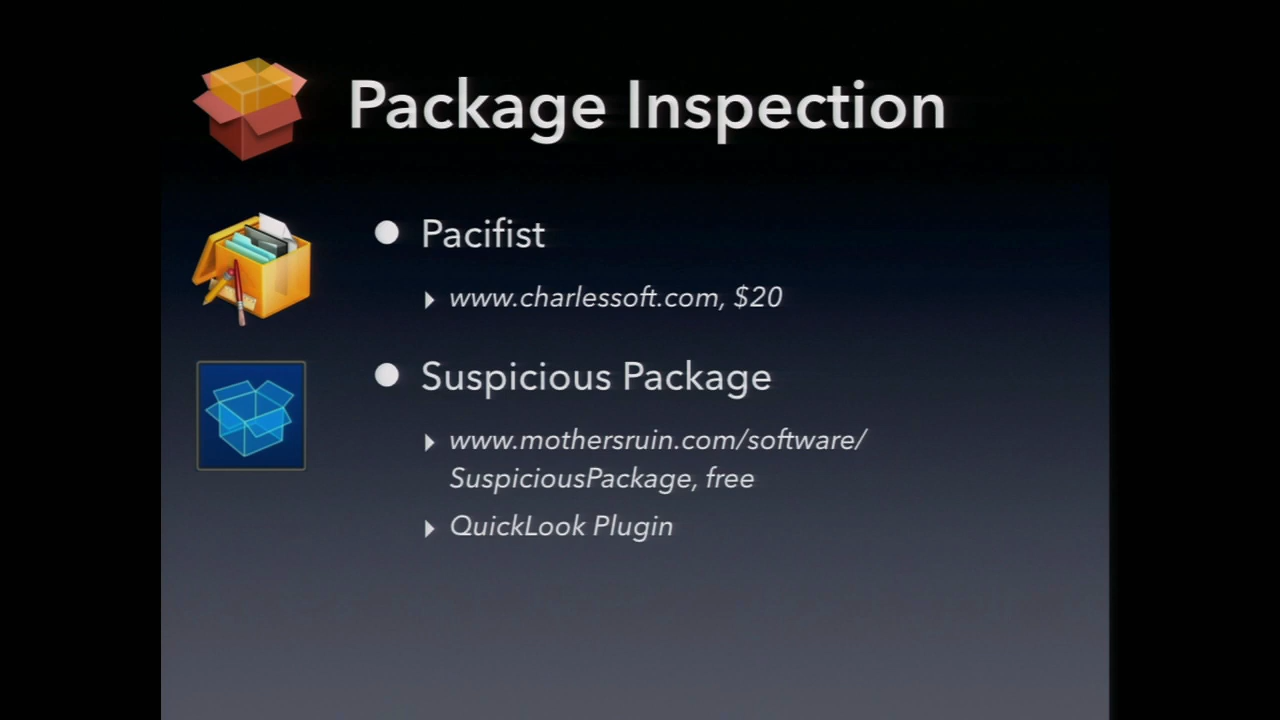 Package Inspection
Pacifist
www.charlessoft.com, $20
Suspicious Package
www.mothersruin.com/software/
SuspiciousPackage, free
QuickLook Plugin